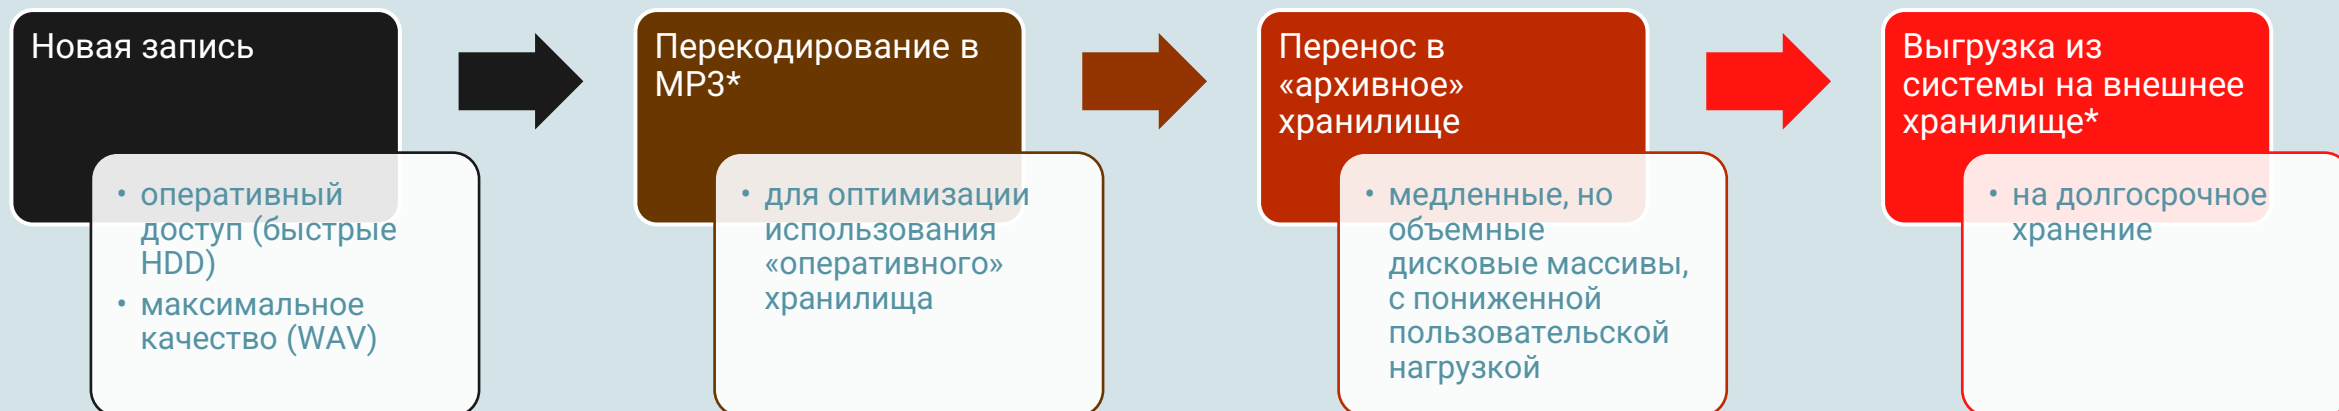 Новая запись
• оперативный
доступ (быстрые
HDD)
• максимальное
качество (WAV)
Перекодирование в
MP3*
• для оптимизации
использования
«оперативного»
хранилища
Перенос в
«архивное»
хранилище
• медленные, но
объемные
дисковые массивы,
с пониженной
пользовательской
нагрузкой
Выгрузка из
системы на внешнее
хранилище*
• на долгосрочное
хранение